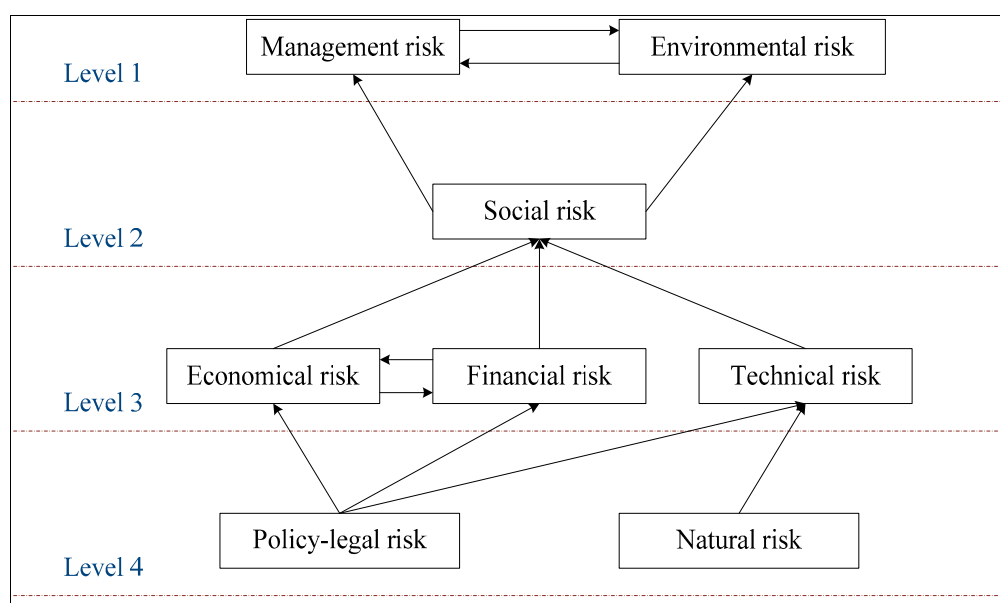 Management risk
Environmental risk
Level 1
Social risk
Level 2
Economical risk
Financial risk
Technical risk
Level 3
Policy-legal risk
Natural risk
Level 4